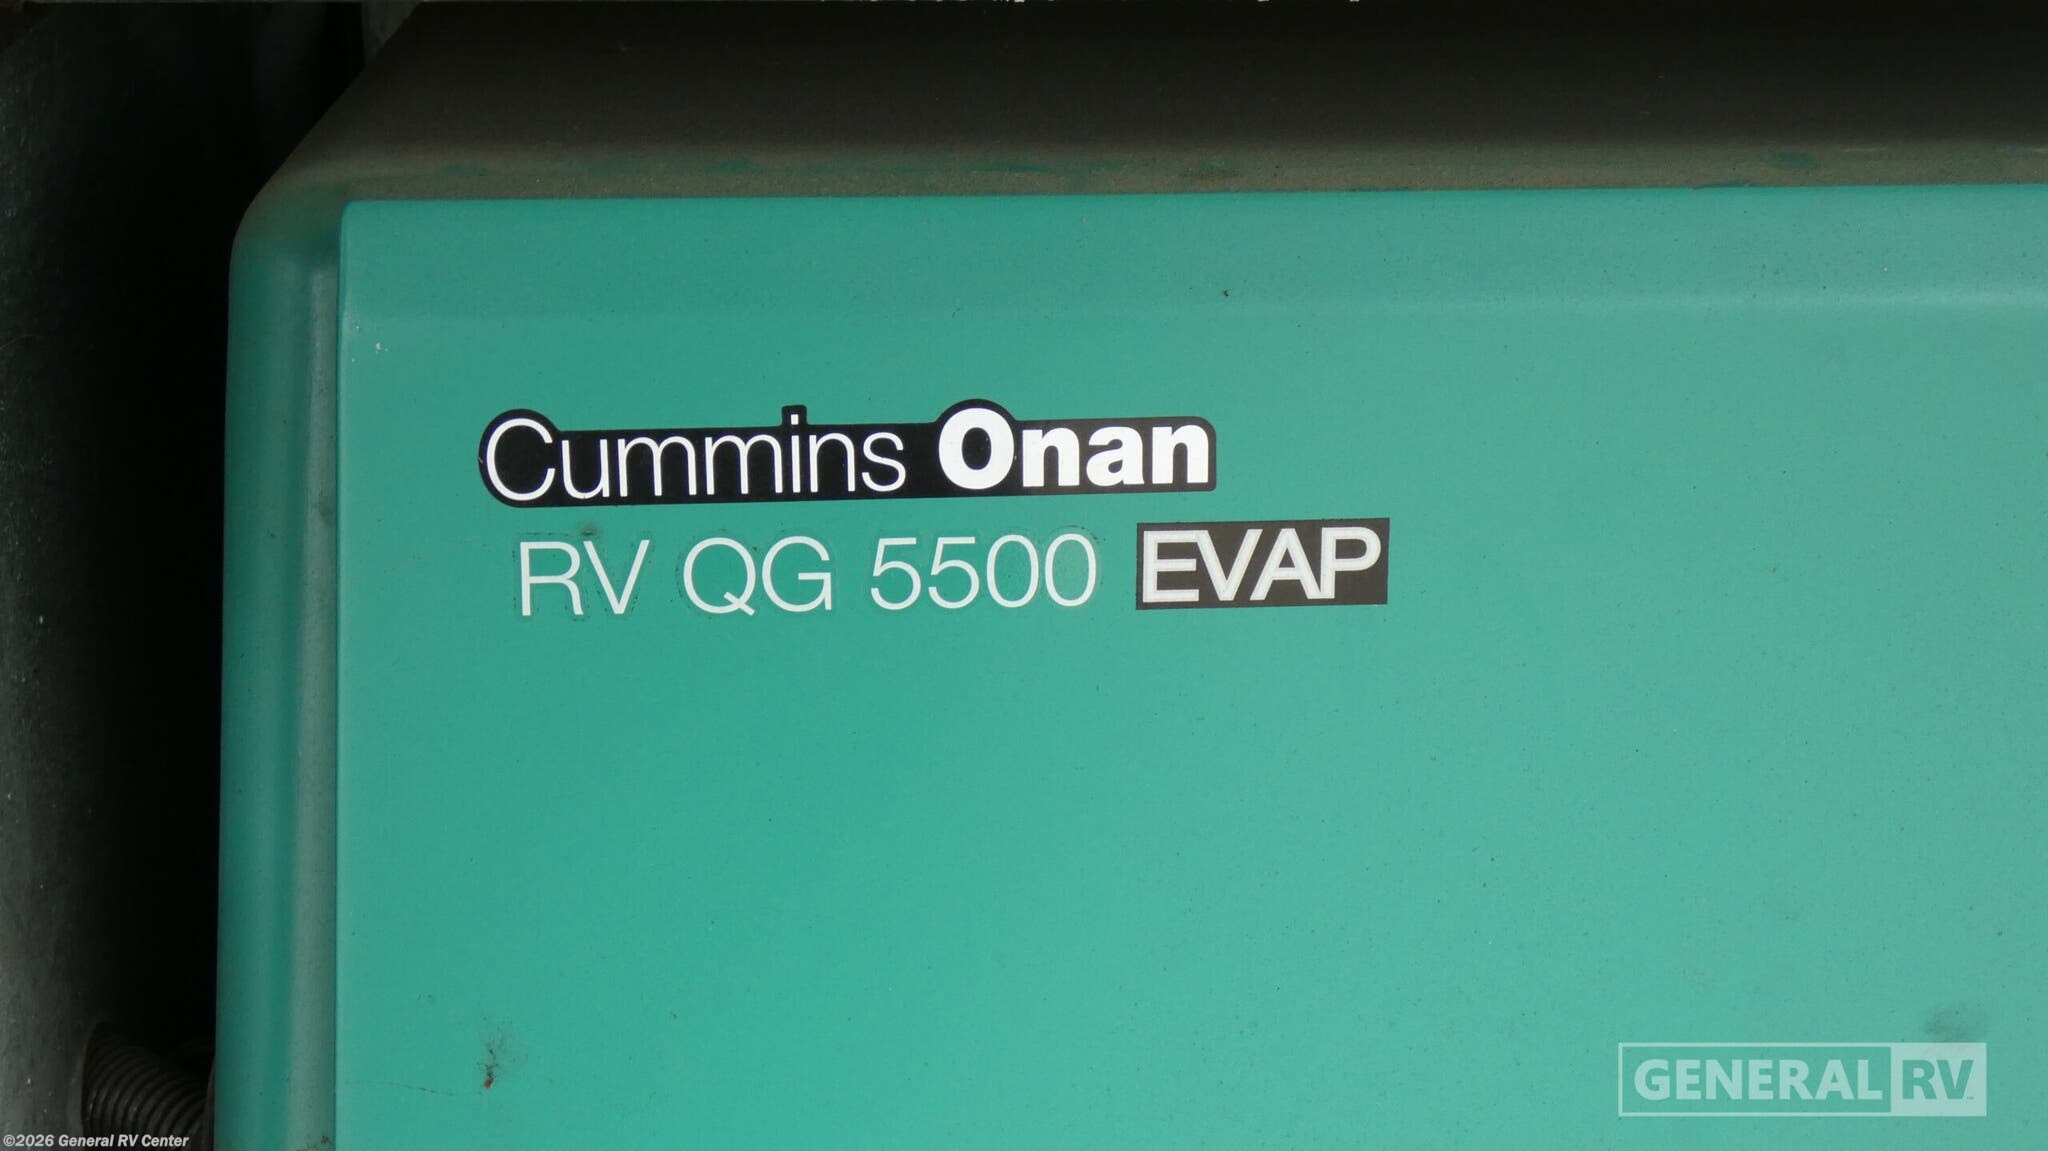 Cummins Onan
RV QG 5500 EVAP
GENERAL RV
©2026 General RV Center